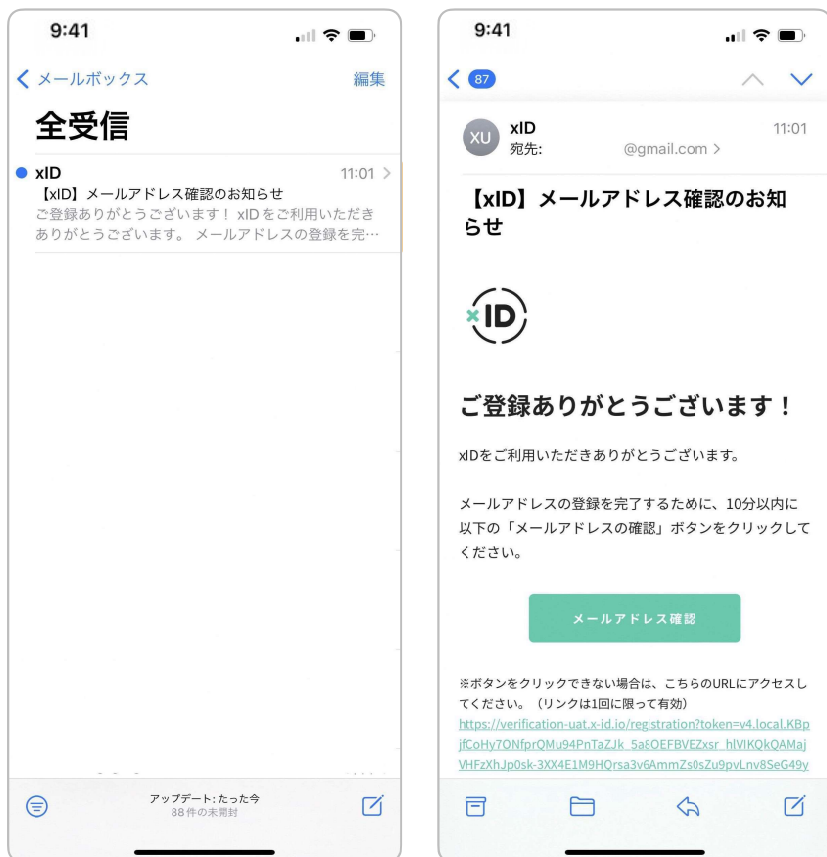 9:41
メールボックス
編集
全受信
xID
11:01
【xID】メールアドレス確認のお知らせ
ご登録ありがとうございます！ xID をご利用いただき
ありがとうございます。 メールアドレスの登録を完…
アップデート:たった今
88件の未開封
9:41
87
XU
xID
11:01
宛先:
@gmail.com
【xID】メールアドレス確認のお知
らせ
xID
ご登録ありがとうございます！
xIDをご利用いただきありがとうございます。
メールアドレスの登録を完了するために、10分以内に
以下の「メールアドレスの確認」ボタンをクリックして
ください。
メールアドレス確認
※ボタンをクリックできない場合は、こちらのURLにアクセスし
てください。（リンクは1回に限って有効）
https://verification-uat.x-id.io/registration?token=v4.local.KBp
jfCoHy7ONfprQMu94PnTaZJk_5a8OEFBVEZxsr_hlVIKQkQAMaj
VHFzXhJp0sk-3XX4E1M9HQrsa3v6AmmZs0sZu9pvLnv8SeG49y